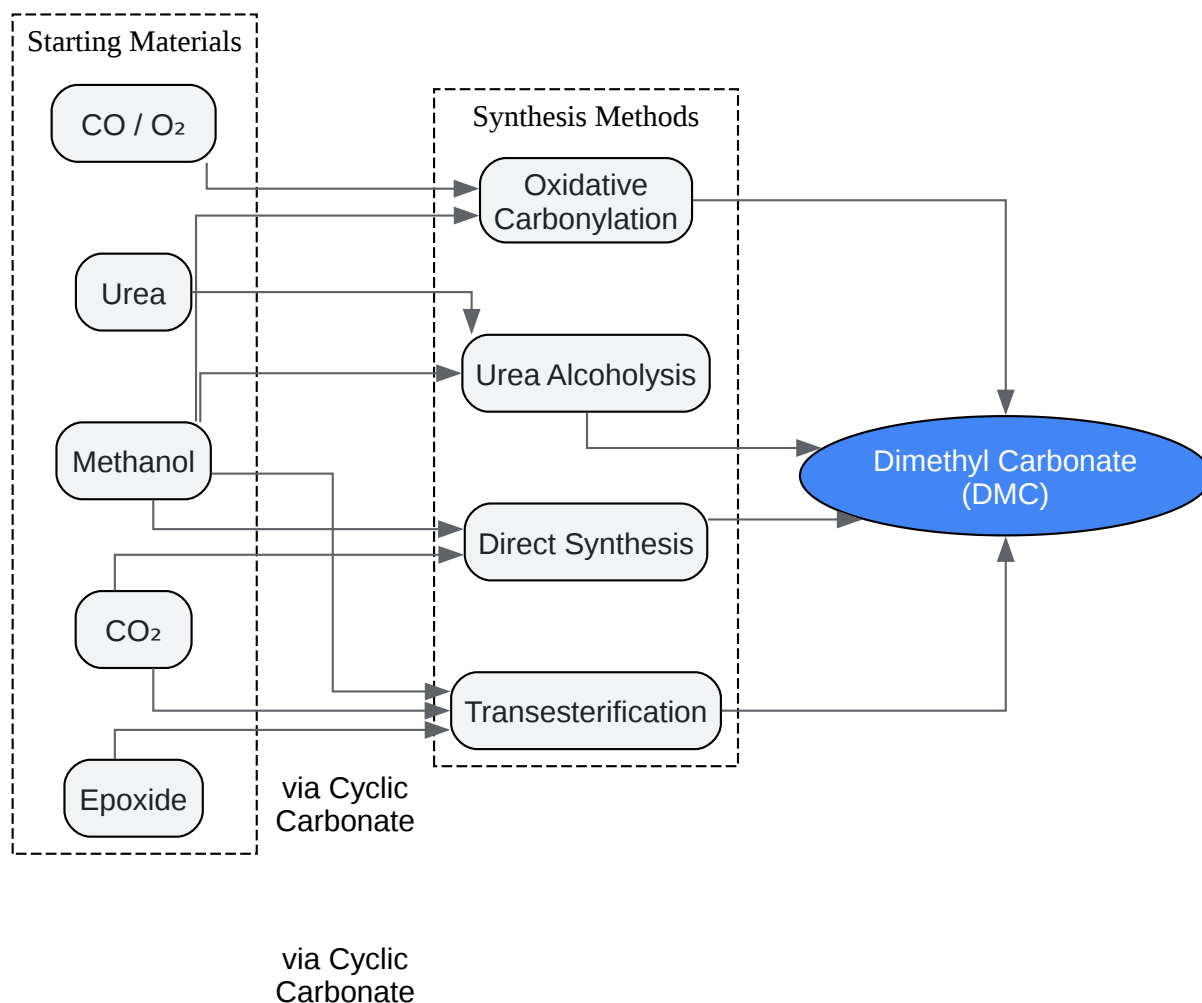 Starting Materials
CO / O₂
Urea
Methanol
CO₂
Epoxide
via Cyclic
Carbonate
via Cyclic
Carbonate
Synthesis Methods
Oxidative
Carbonylation
Urea Alcoholysis
Direct Synthesis
Transesterification
Dimethyl Carbonate
(DMC)